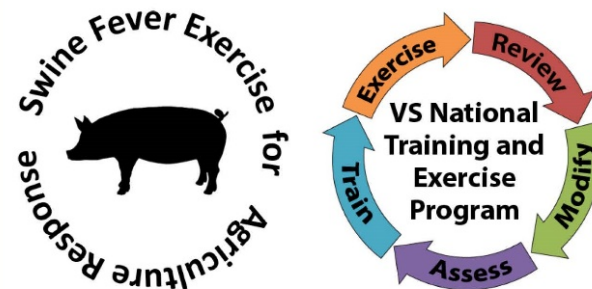 Swine Fever Exercise for Agriculture Response
Exercise
Review
Modify
Assess
Train
VS National
Training and
Exercise
Program